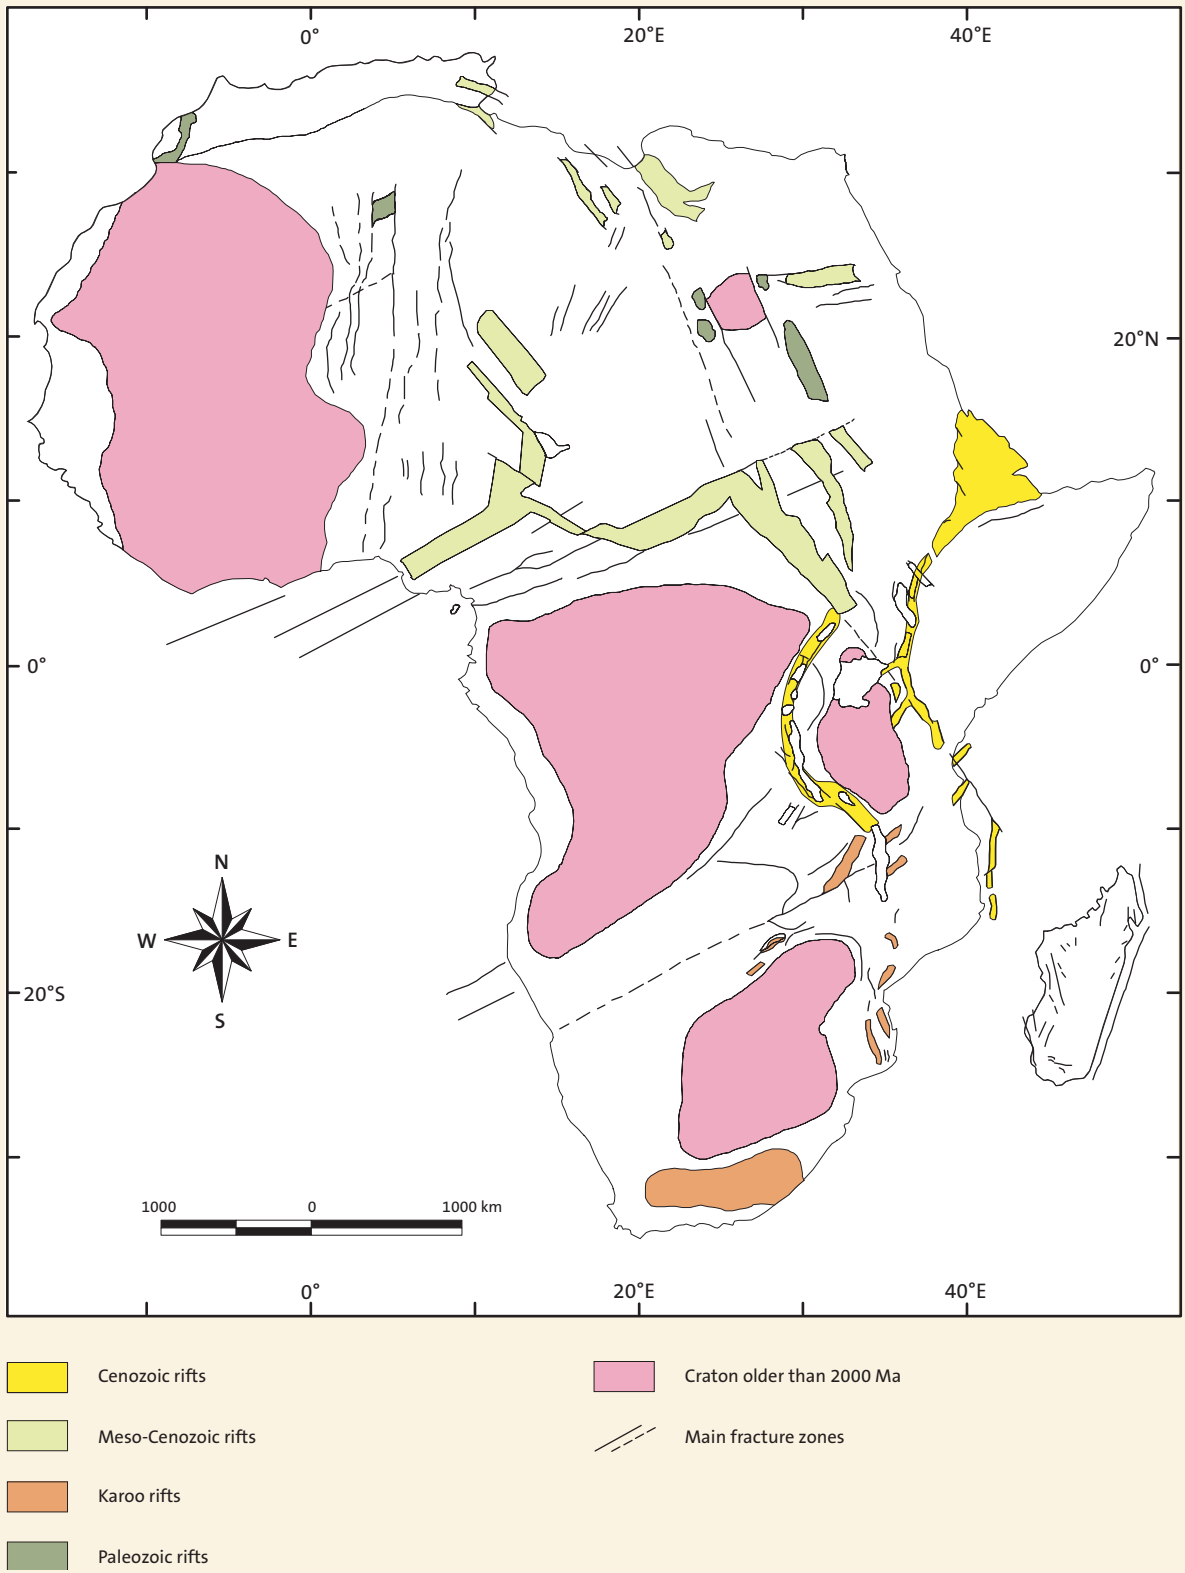 0°
20°E
40°E
20°N
0°
0°
N
W
E
S
20°S
1000
0
1000 km
0°
20°E
40°E
Cenozoic rifts
Craton older than 2000 Ma
Meso-Cenozoic rifts
Main fracture zones
Karoo rifts
Paleozoic rifts